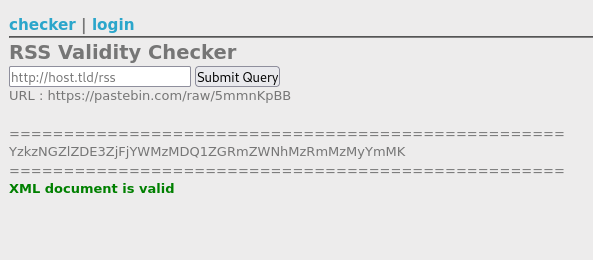 checker | login
RSS Validity Checker
http://host.tld/rss Submit Query
URL : https://pastebin.com/raw/5mmnKpBB
===================================================
YzkzNGZlZDE3ZjFjYWMzMDQ1ZGRmZWNhMzRmMzMyYmMK
===================================================
XML document is valid